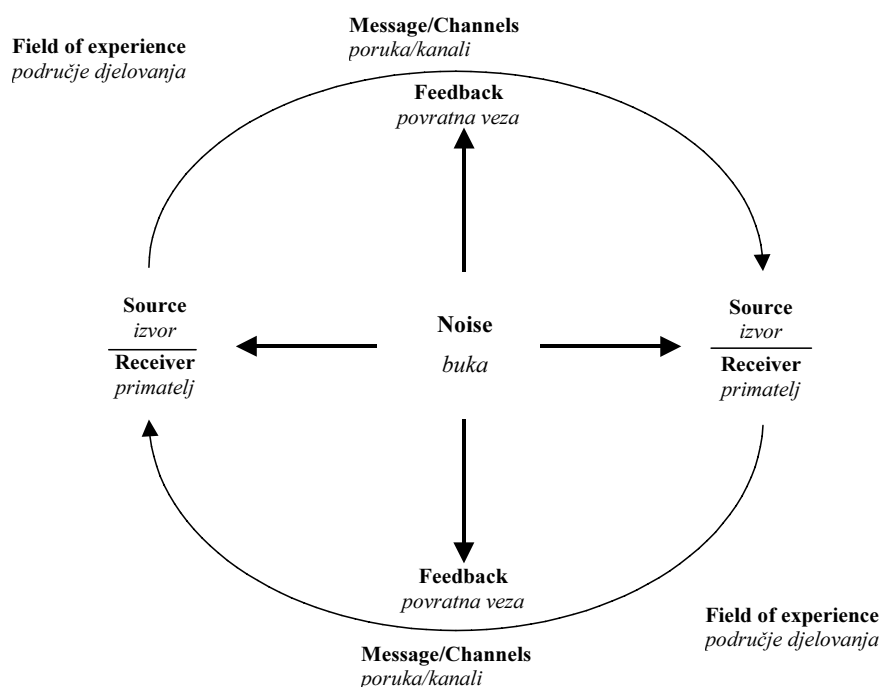 Message/Channels
poruka/kanali
Field of experience
područje djelovanja
Feedback
povratna veza
Source
izvor
Receiver
primatelj
Noise
buka
Source
izvor
Receiver
primatelj
Feedback
povratna veza
Field of experience
područje djelovanja
Message/Channels
poruka/kanali